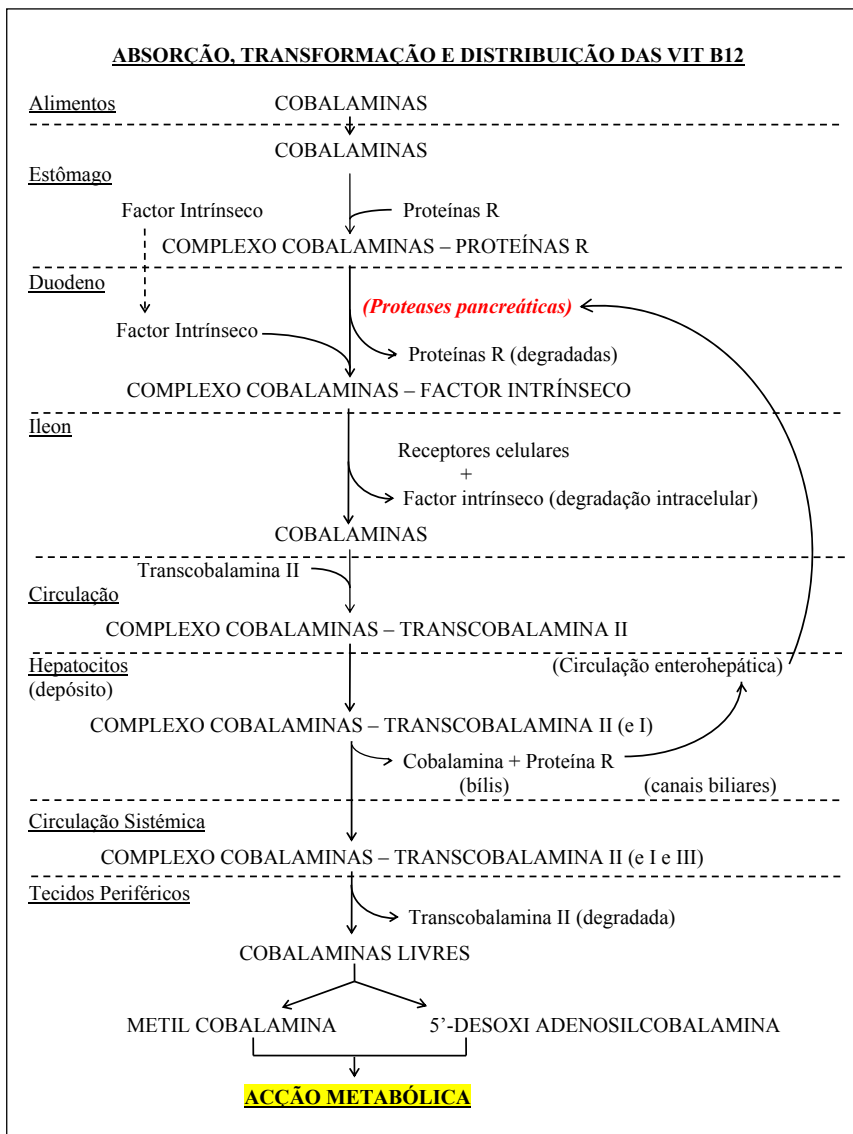 ABSORÇÃO, TRANSFORMAÇÃO E DISTRIBUIÇÃO DAS VIT B12
Alimentos
COBALAMINAS
COBALAMINAS
Estômago
Factor Intrínseco
Proteínas R
COMPLEXO COBALAMINAS – PROTEÍNAS R
Duodeno
(Proteases pancreáticas)
Factor Intrínseco
Proteínas R (degradadas)
COMPLEXO COBALAMINAS – FACTOR INTRÍNSECO
Ileon
Receptores celulares
+
Factor intrínseco (degradação intracelular)
COBALAMINAS
Transcobalamina II
Circulação
COMPLEXO COBALAMINAS – TRANSCOBALAMINA II
Hepatocitos
(Circulação enterohepática)
(depósito)
COMPLEXO COBALAMINAS – TRANSCOBALAMINA II (e I)
Cobalamina + Proteína R
(bílis)
(canais biliares)
Circulação Sistémica
COMPLEXO COBALAMINAS – TRANSCOBALAMINA II (e I e III)
Tecidos Periféricos
Transcobalamina II (degradada)
COBALAMINAS LIVRES
METIL COBALAMINA
5’-DESOXI ADENOSILCOBALAMINA
ACÇÃO METABÓLICA